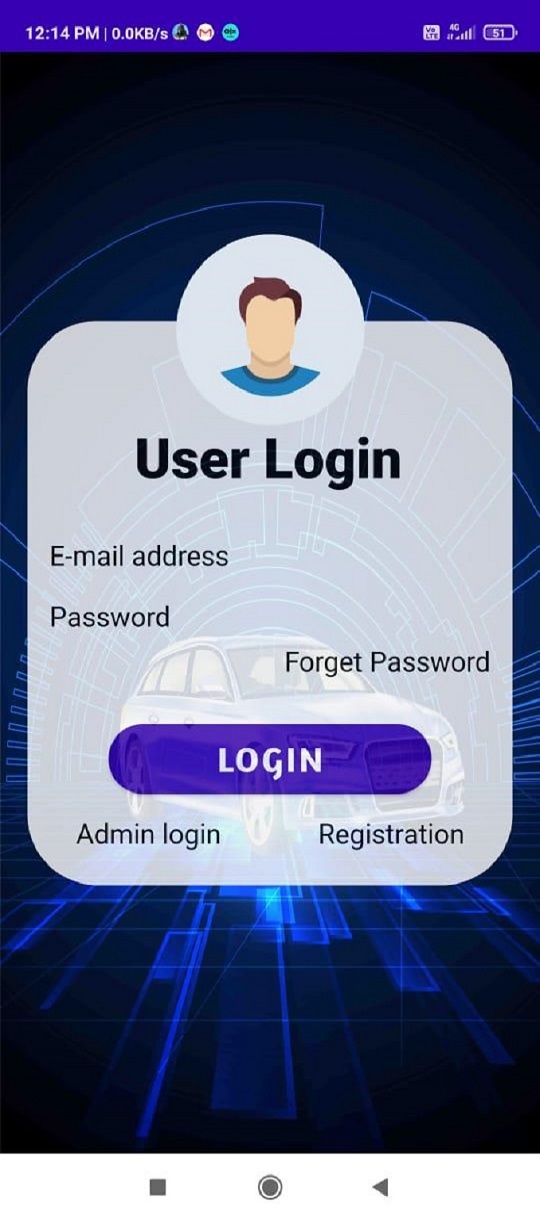 12:14 PM | 0.0KB/s olx Vo LTE 4G 51
User Login
E-mail address
Password
Forget Password
LOGIN
Admin login Registration